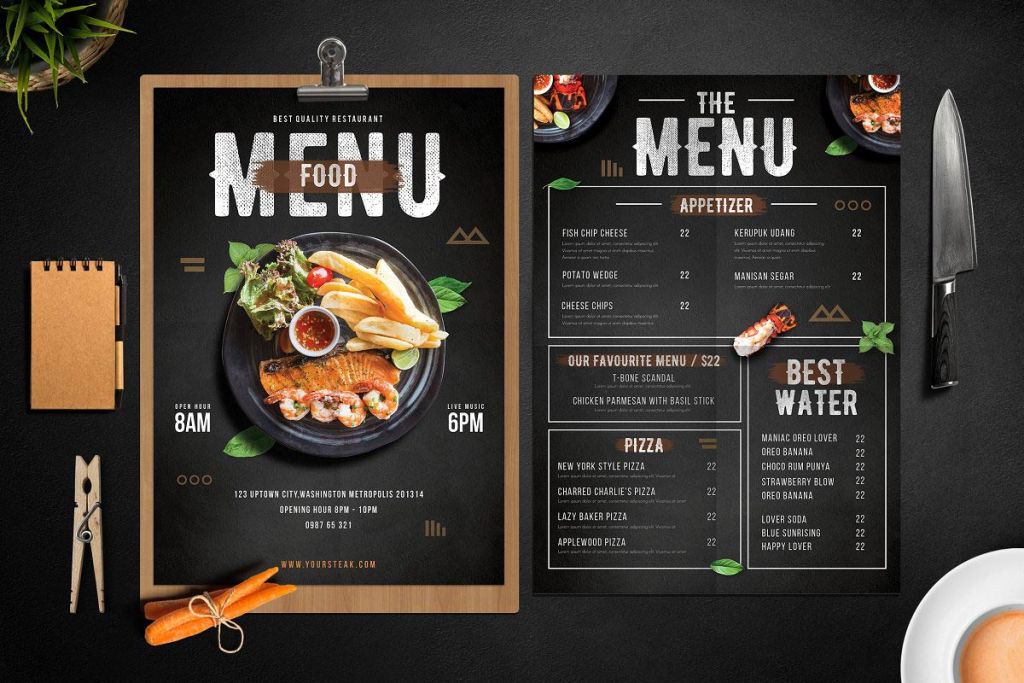 BEST QUALITY RESTAURANT
MENU
FOOD
OPEN HOUR
8AM
LIVE MUSIC
6PM
123 UPTOWN CITY,WASHINGTON METROPOLIS 201314
OPENING HOUR 8PM - 10PM
0987 65 321
WWW.YOURSTEAK.COM
THE
MENU
APPETIZER
FISH CHIP CHEESE 22
POTATO WEDGE 22
CHEESE CHIPS 22
KERUPUK UDANG 22
MANISAN SEGAR 22
OUR FAVOURITE MENU / $22
T-BONE SCANDAL
CHICKEN PARMESAN WITH BASIL STICK
PIZZA
NEW YORK STYLE PIZZA 22
CHARRED CHARLIE'S PIZZA 22
LAZY BAKER PIZZA 22
APPLEWOOD PIZZA 22
BEST
WATER
MANIAC OREO LOVER 22
OREO BANANA 22
CHOCO RUM PUNYA 22
STRAWBERRY BLOW 22
OREO BANANA 22
LOVER SODA 22
BLUE SUNRISING 22
HAPPY LOVER 22